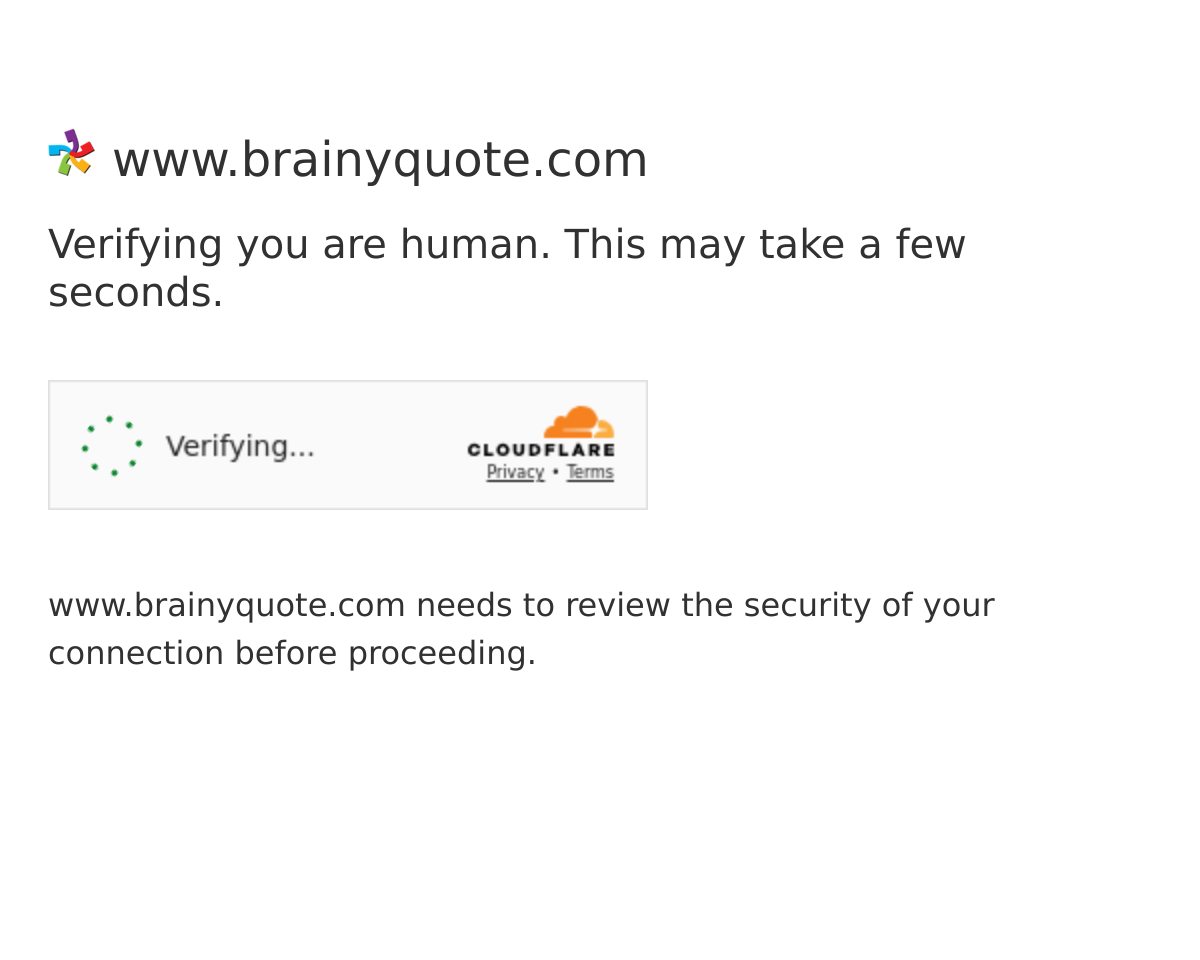 www.brainyquote.com
Verifying you are human. This may take a few
seconds.
Verifying...
CLOUDFLARE
Privacy • Terms
www.brainyquote.com needs to review the security of your
connection before proceeding.